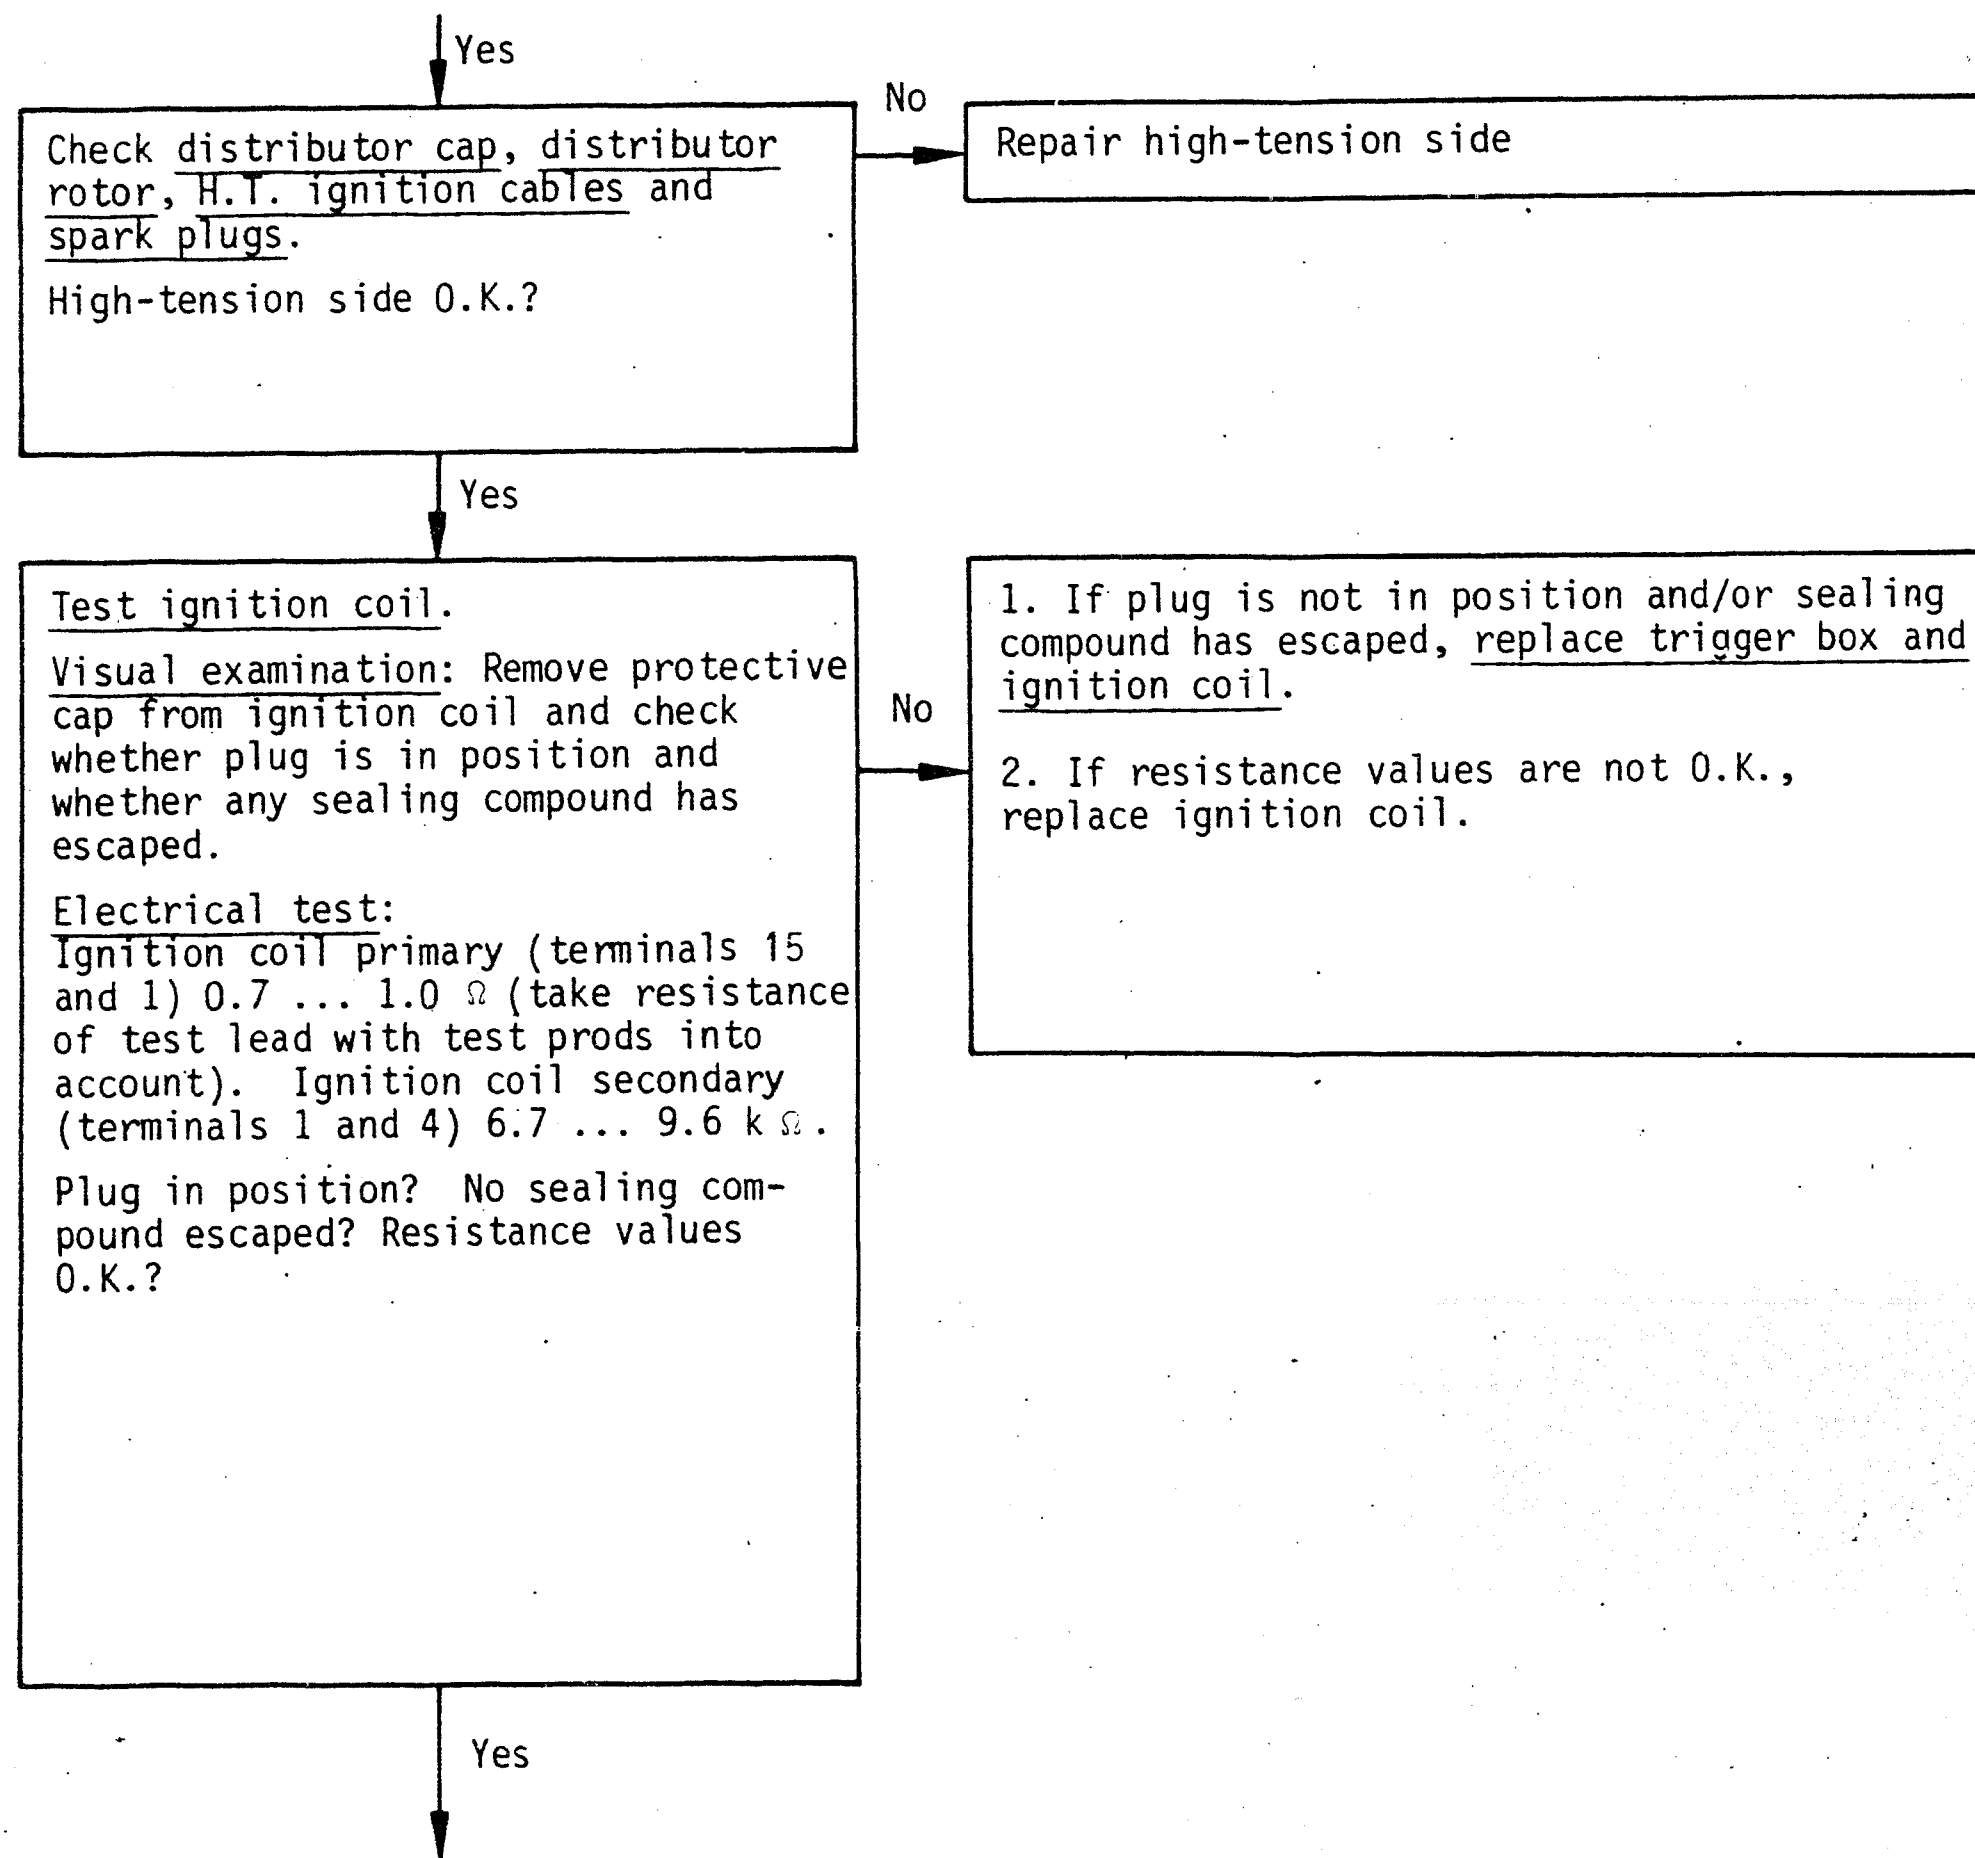 Yes
Check distributor cap, distributor
rotor, H.T. ignition cables and
spark plugs.
High-tension side O.K.?
No
Repair high-tension side
Yes
Test ignition coil.
Visual examination: Remove protective
cap from ignition coil and check
whether plug is in position and
whether any sealing compound has
escaped.
Electrical test:
Ignition coil primary (terminals 15
and 1) 0.7 ... 1.0 Ω (take resistance
of test lead with test prods into
account). Ignition coil secondary
(terminals 1 and 4) 6.7 ... 9.6 k Ω.
Plug in position? No sealing com-
pound escaped? Resistance values
O.K.?
No
1. If plug is not in position and/or sealing
compound has escaped, replace trigger box and
ignition coil.
2. If resistance values are not O.K.,
replace ignition coil.
Yes